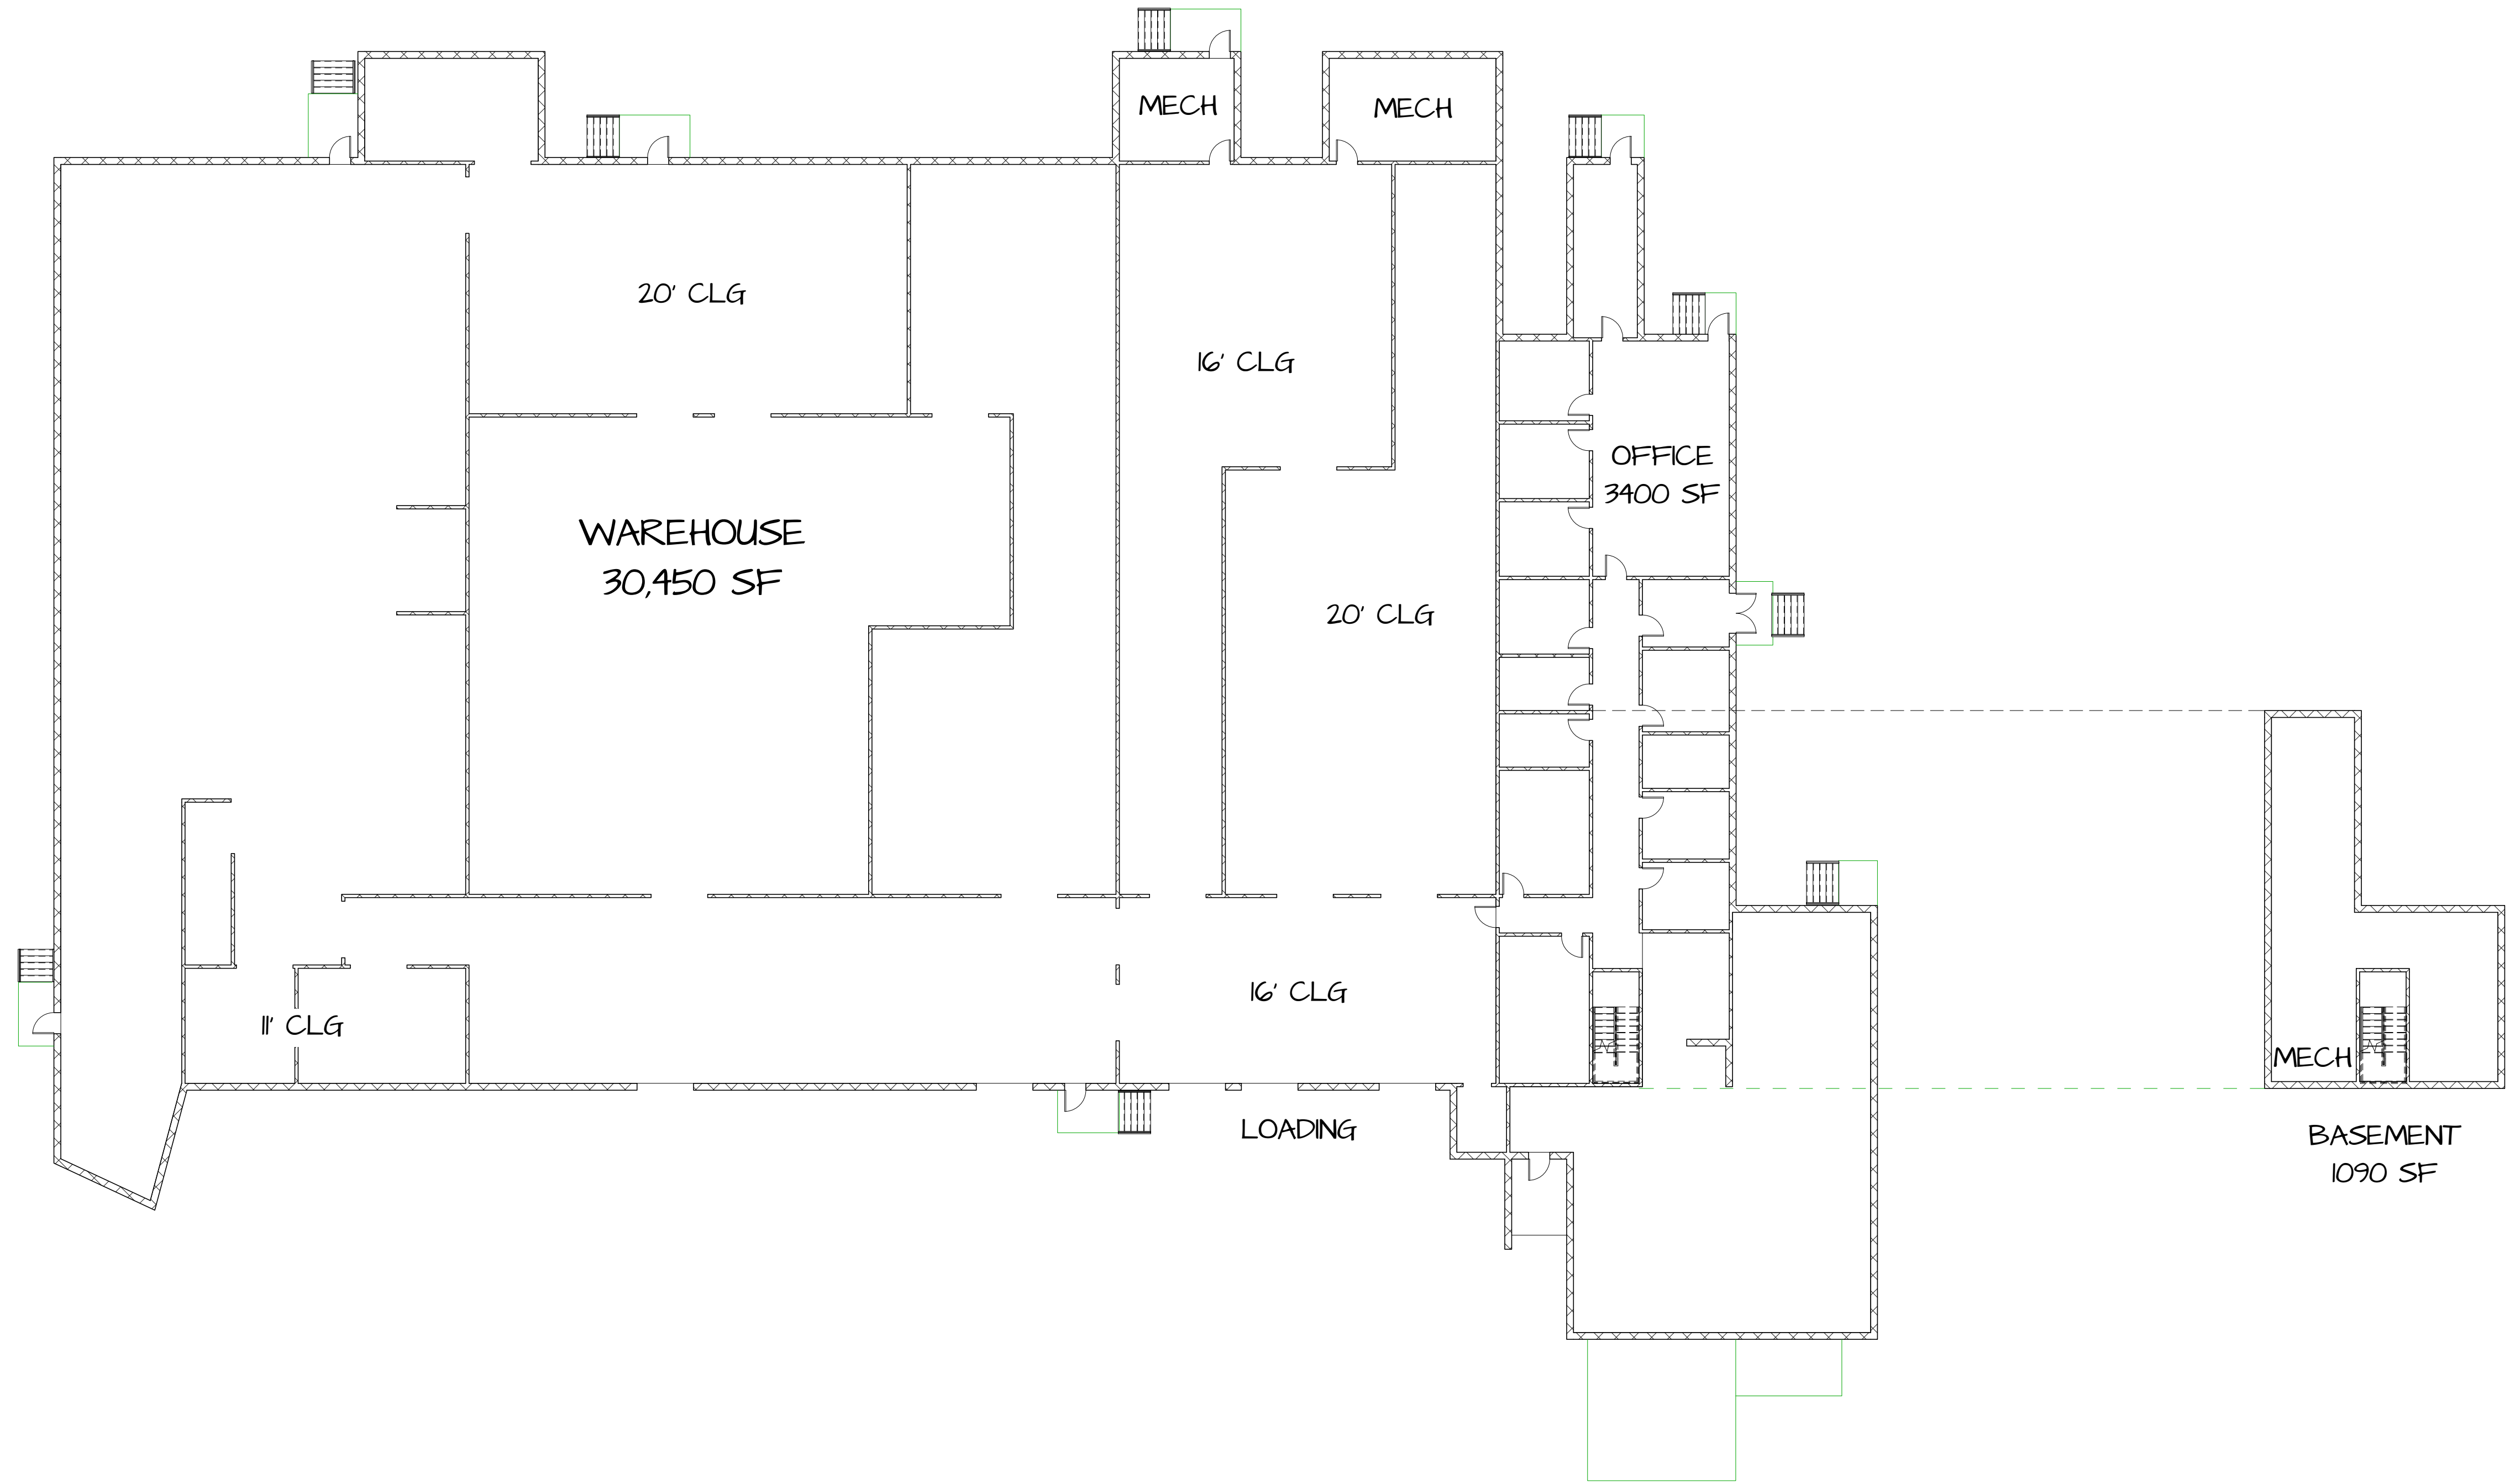 MECH
MECH
20' CLG
16' CLG
OFFICE
3400 SF
WAREHOUSE
30,450 SF
20' CLG
16' CLG
11' CLG
MECH
LOADING
BASEMENT
1090 SF